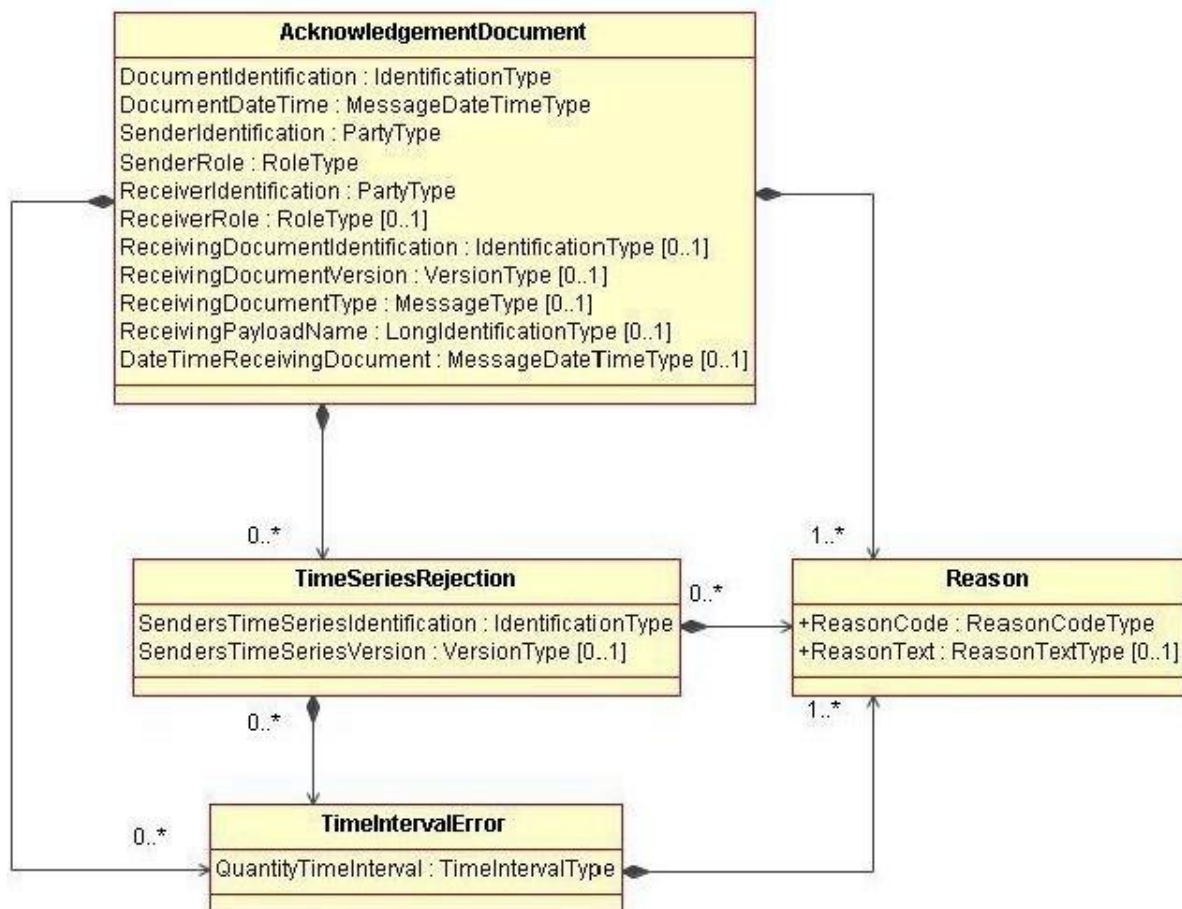 AcknowledgementDocument
DocumentIdentification : IdentificationType
DocumentDateTime : MessageDateTimeType
SenderIdentification : PartyType
SenderRole : RoleType
ReceiverIdentification : PartyType
ReceiverRole : RoleType [0..1]
ReceivingDocumentIdentification : IdentificationType [0..1]
ReceivingDocumentVersion : VersionType [0..1]
ReceivingDocumentType : MessageType [0..1]
ReceivingPayloadName : LongIdentificationType [0..1]
DateTimeReceivingDocument : MessageDateTimeType [0..1]
0..*
1..*
TimeSeriesRejection
SendersTimeSeriesIdentification : IdentificationType
SendersTimeSeriesVersion : VersionType [0..1]
0..*
Reason
+ReasonCode : ReasonCodeType
+ReasonText : ReasonTextType [0..1]
0..*
1..*
0..*
TimeIntervalError
QuantityTimeInterval : TimeIntervalType